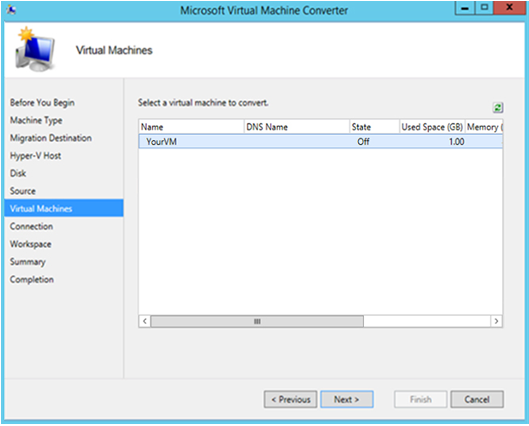 Microsoft Virtual Machine Converter
Virtual Machines
Before You Begin
Machine Type
Migration Destination
Hyper-V Host
Disk
Source
Virtual Machines
Connection
Workspace
Summary
Completion
Select a virtual machine to convert.
Name DNS Name State Used Space (GB) Memory (
YourVM Off 1.00
< Previous Next > Finish Cancel